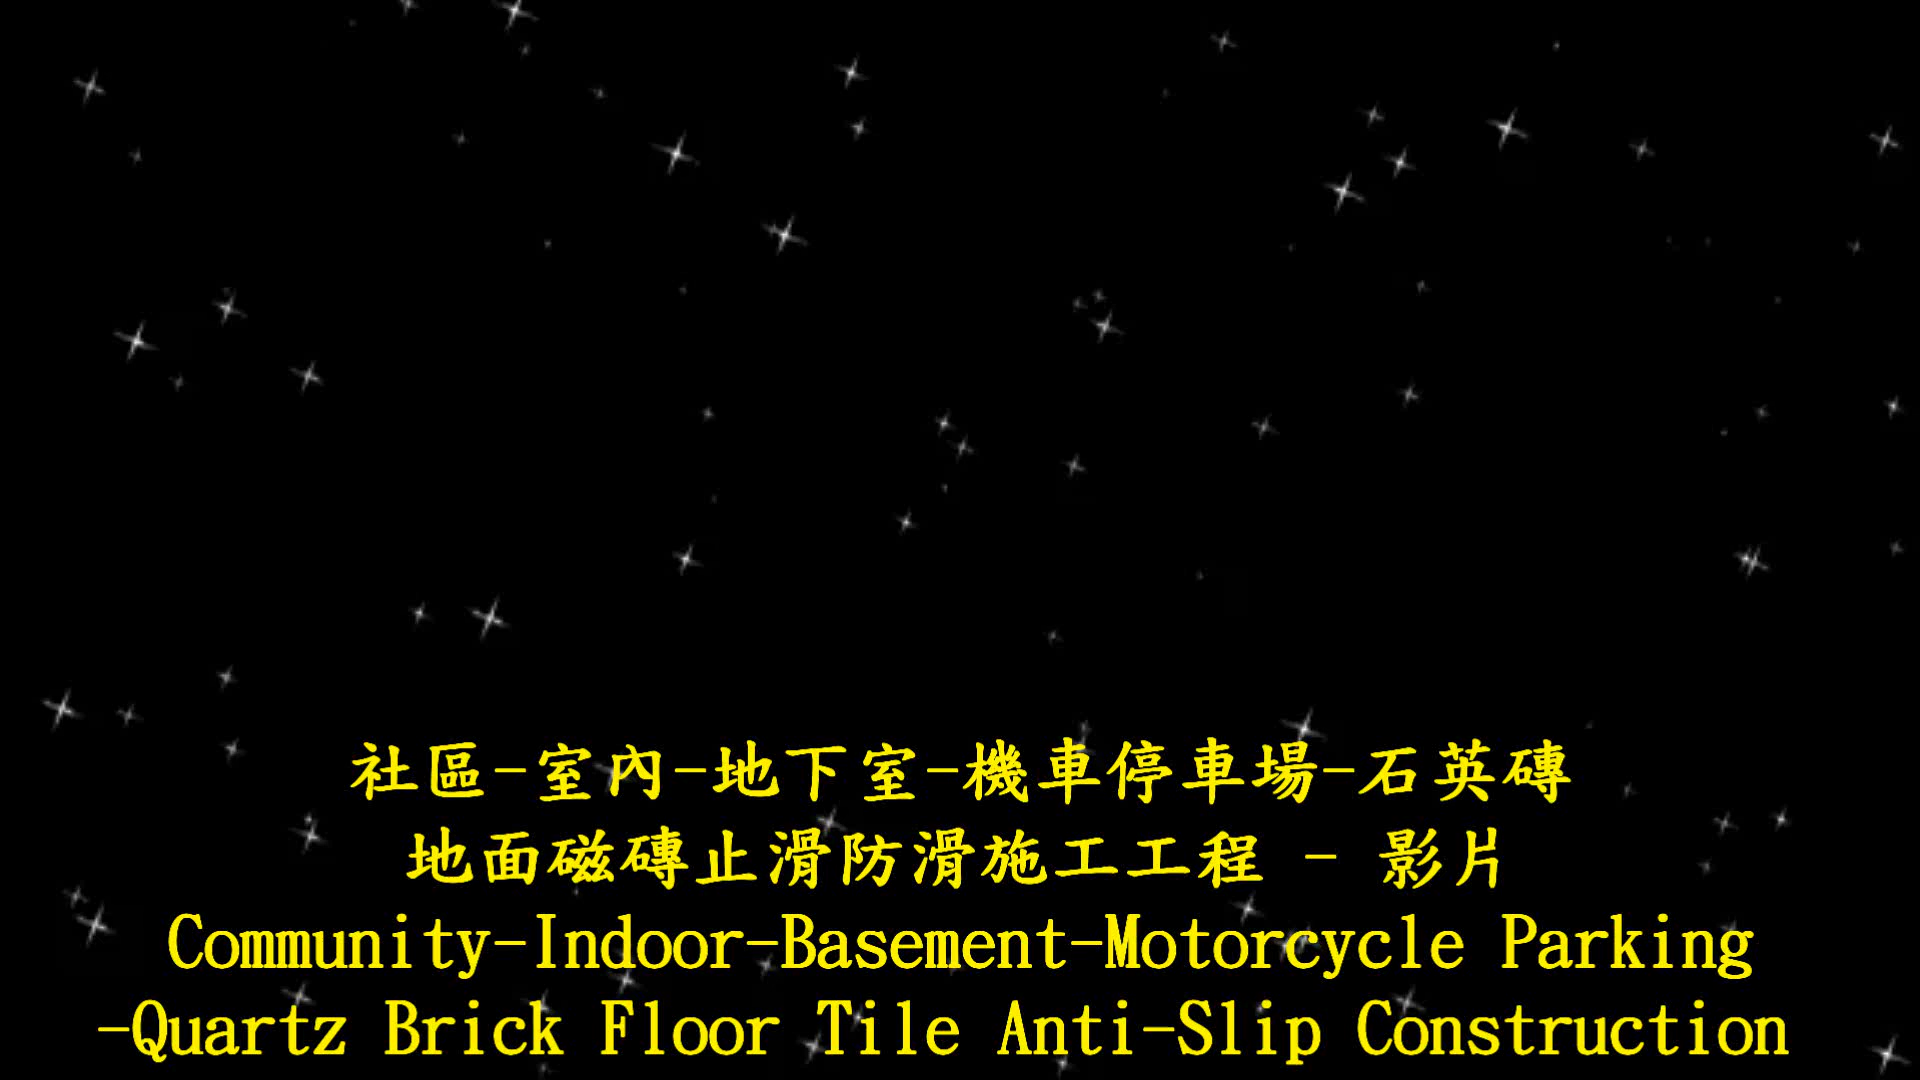 社區-室內-地下室-機車停車場-石英磚
地面磁磚止滑防滑施工工程 - 影片
Community-Indoor-Basement-Motorcycle Parking
-Quartz Brick Floor Tile Anti-Slip Construction